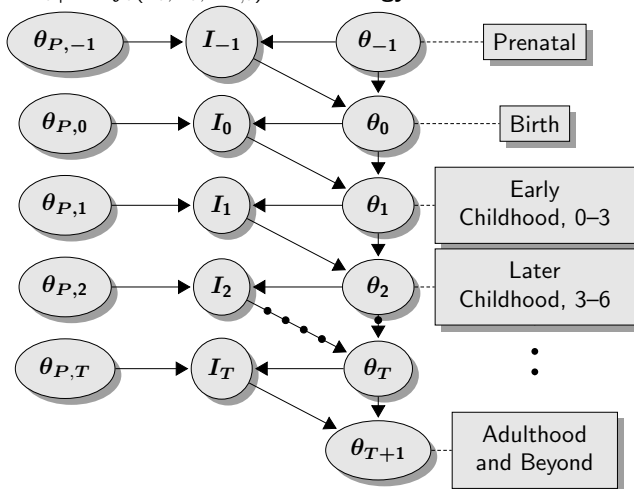 θ_{P,−1} I_{−1} θ_{−1} Prenatal
θ_{P,0} I_0 θ_0 Birth
θ_{P,1} I_1 θ_1 Early
Childhood, 0–3
θ_{P,2} I_2 θ_2 Later
Childhood, 3–6
θ_{P,T} I_T θ_T
θ_{T+1} Adulthood
and Beyond